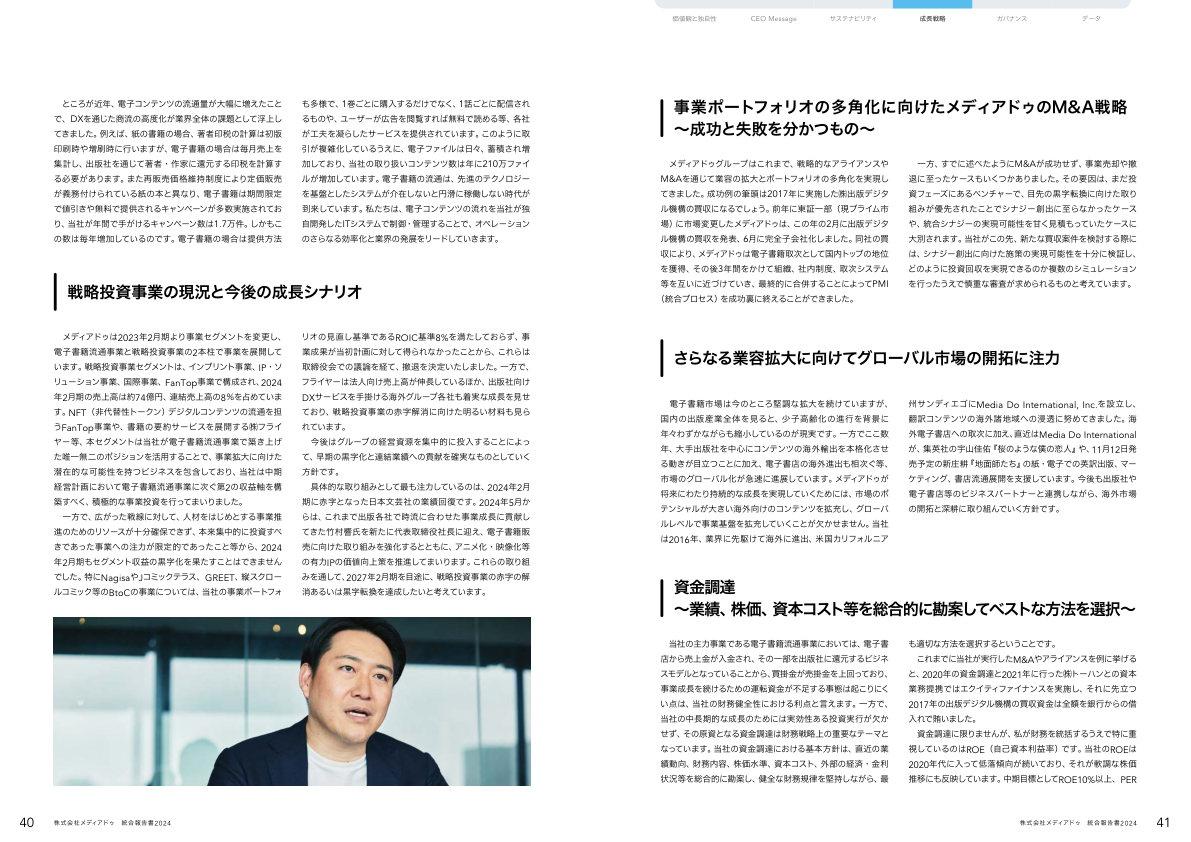 価値観と独自性
CEO Message
サステナビリティ
成長戦略
ガバナンス
データ
ところが近年、電子コンテンツの流通量が大幅に増えたこと
で、DXを通じた商流の高度化が業界全体の課題として浮上し
てきました。例えば、紙の書籍の場合、著者印税の計算は初版
印刷時や増刷時に行いますが、電子書籍の場合は毎月売上を
集計し、出版社を通じて著者・作家に還元する印税を計算す
る必要があります。また再販売価格維持制度により定価販売
が義務付けられている紙の本と異なり、電子書籍は期間限定
で値引きや無料で提供されるキャンペーンが多数実施されてお
り、当社が年間で手がけるキャンペーン数は1.7万件。しかもこ
の数は毎年増加しているのです。電子書籍の場合は提供方法
も多様で、1巻ごとに購入するだけでなく、1話ごとに配信され
るものや、ユーザーが広告を閲覧すれば無料で読める等、各社
が工夫を凝らしたサービスを提供されています。このように取
引が複雑化しているうえに、電子ファイルは日々、蓄積され増
加しており、当社の取り扱いコンテンツ数は年に210万ファイ
ルが増加しています。電子書籍の流通は、先進のテクノロジー
を基盤としたシステムが介在しないと円滑に稼働しない時代が
到来しています。私たちは、電子コンテンツの流れを当社が独
自開発したITシステムで制御・管理することで、オペレーション
のさらなる効率化と業界の発展をリードしていきます。
戦略投資事業の現況と今後の成長シナリオ
メディアドゥは2023年2月期より事業セグメントを変更し、
電子書籍流通事業と戦略投資事業の2本柱で事業を展開して
います。戦略投資事業セグメントは、インプリント事業、IP・ソ
リューション事業、国際事業、FanTop事業で構成され、2024
年2月期の売上高は約74億円、連結売上高の8%を占めていま
す。NFT（非代替性トークン）デジタルコンテンツの流通を担
うFanTop事業や、書籍の要約サービスを展開する㈱フライ
ヤー等、本セグメントは当社が電子書籍流通事業で築き上げ
た唯一無二のポジションを活用することで、事業拡大に向けた
潜在的な可能性を持つビジネスを包含しており、当社は中期
経営計画において電子書籍流通事業に次ぐ第2の収益軸を構
築すべく、積極的な事業投資を行ってまいりました。
一方で、広がった戦線に対して、人材をはじめとする事業推
進のためのリソースが十分確保できず、本来集中的に投資すべ
きであった事業への注力が限定的であったこと等から、2024
年2月期もセグメント収益の黒字化を果たすことはできません
でした。特にNagisaやJコミックテラス、GREET、縦スクロー
ルコミック等のBtoCの事業については、当社の事業ポートフォ
リオの見直し基準であるROIC基準8%を満たしておらず、事
業成果が当初計画に対して得られなかったことから、これらは
取締役会での議論を経て、撤退を決定いたしました。一方で、
フライヤーは法人向け売上高が伸長しているほか、出版社向け
DXサービスを手掛ける海外グループ各社も着実な成長を見せ
ており、戦略投資事業の赤字解消に向けた明るい材料も見ら
れています。
今後はグループの経営資源を集中的に投入することによっ
て、早期の黒字化と連結業績への貢献を確実なものとしていく
方針です。
具体的な取り組みとして最も注力しているのは、2024年2月
期に赤字となった日本文芸社の業績回復です。2024年5月か
らは、これまで出版各社で時流に合わせた事業成長に貢献し
てきた竹村響氏を新たに代表取締役社長に迎え、電子書籍販
売に向けた取り組みを強化するとともに、アニメ化・映像化等
の有力IPの価値向上策を推進してまいります。これらの取り組
みを通して、2027年2月期を目途に、戦略投資事業の赤字の解
消あるいは黒字転換を達成したいと考えています。
40
株式会社メディアドゥ　統合報告書2024
事業ポートフォリオの多角化に向けたメディアドゥのM&A戦略
～成功と失敗を分かつもの～
メディアドゥグループはこれまで、戦略的なアライアンスや
M&Aを通じて業容の拡大とポートフォリオの多角化を実現し
てきました。成功例の筆頭は2017年に実施した㈱出版デジタ
ル機構の買収になるでしょう。前年に東証一部（現プライム市
場）に市場変更したメディアドゥは、この年の2月に出版デジタ
ル機構の買収を発表、6月に完全子会社化しました。同社の買
収により、メディアドゥは電子書籍取次として国内トップの地位
を獲得、その後3年間をかけて組織、社内制度、取次システム
等を互いに近づけていき、最終的に合併することによってPMI
（統合プロセス）を成功裏に終えることができました。
一方、すでに述べたようにM&Aが成功せず、事業売却や撤
退に至ったケースもいくつかありました。その要因は、まだ投
資フェーズにあるベンチャーで、目先の黒字転換に向けた取り
組みが優先されたことでシナジー創出に至らなかったケース
や、統合シナジーの実現可能性を甘く見積もっていたケースに
大別されます。当社がこの先、新たな買収案件を検討する際に
は、シナジー創出に向けた施策の実現可能性を十分に検証し、
どのように投資回収を実現できるのか複数のシミュレーション
を行ったうえで慎重な審査が求められるものと考えています。
さらなる業容拡大に向けてグローバル市場の開拓に注力
電子書籍市場は今のところ堅調な拡大を続けていますが、
国内の出版産業全体を見ると、少子高齢化の進行を背景に
年々わずかながらも縮小しているのが現実です。一方でここ数
年、大手出版社を中心にコンテンツの海外輸出を本格化させ
る動きが目立つことに加え、電子書店の海外進出も相次ぐ等、
市場のグローバル化が急速に進展しています。メディアドゥが
将来にわたり持続的な成長を実現していくためには、市場のポ
テンシャルが大きい海外向けのコンテンツを拡充し、グローバ
ルレベルで事業基盤を拡充していくことが欠かせません。当社
は2016年、業界に先駆けて海外に進出、米国カリフォルニア
州サンディエゴにMedia Do International, Inc.を設立し、
翻訳コンテンツの海外諸地域への浸透に努めてきました。海
外電子書店への取次に加え、直近はMedia Do International
が、集英社の宇山佳佑『桜のような僕の恋人』や、11月12日発
売予定の新庄耕『地面師たち』の紙・電子での英訳出版、マー
ケティング、書店流通展開を支援しています。今後も出版社や
電子書店等のビジネスパートナーと連携しながら、海外市場
の開拓と深耕に取り組んでいく方針です。
資金調達
～業績、株価、資本コスト等を総合的に勘案してベストな方法を選択～
当社の主力事業である電子書籍流通事業においては、電子書
店から売上金が入金され、その一部を出版社に還元するビジネ
スモデルとなっていることから、買掛金が売掛金を上回っており、
事業成長を続けるための運転資金が不足する事態は起こりにく
い点は、当社の財務健全性における利点と言えます。一方で、
当社の中長期的な成長のためには実効性ある投資実行が欠か
せず、その原資となる資金調達は財務戦略上の重要なテーマと
なっています。当社の資金調達における基本方針は、直近の業
績動向、財務内容、株価水準、資本コスト、外部の経済・金利
状況等を総合的に勘案し、健全な財務規律を堅持しながら、最
も適切な方法を選択するということです。
これまでに当社が実行したM&Aやアライアンスを例に挙げる
と、2020年の資金調達と2021年に行った㈱トーハンとの資本
業務提携ではエクイティファイナンスを実施し、それに先立つ
2017年の出版デジタル機構の買収資金は全額を銀行からの借
入れで賄いました。
資金調達に限りませんが、私が財務を統括するうえで特に重
視しているのはROE（自己資本利益率）です。当社のROEは
2020年代に入って低落傾向が続いており、それが軟調な株価
推移にも反映しています。中期目標としてROE10%以上、PER
株式会社メディアドゥ　統合報告書2024
41